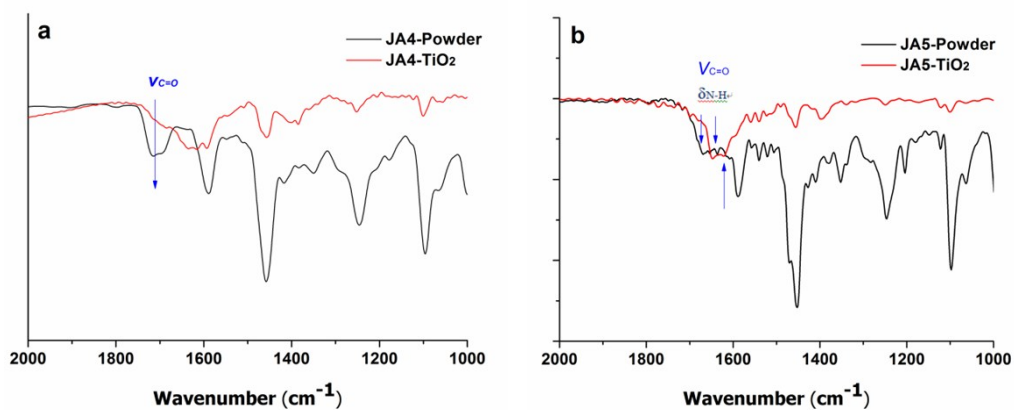 a
JA4-Powder
JA4-TiO₂
νC=O
2000 1800 1600 1400 1200 1000
Wavenumber (cm⁻¹)
b
JA5-Powder
JA5-TiO₂
VC=O
δN-H↵
2000 1800 1600 1400 1200 1000
Wavenumber (cm⁻¹)